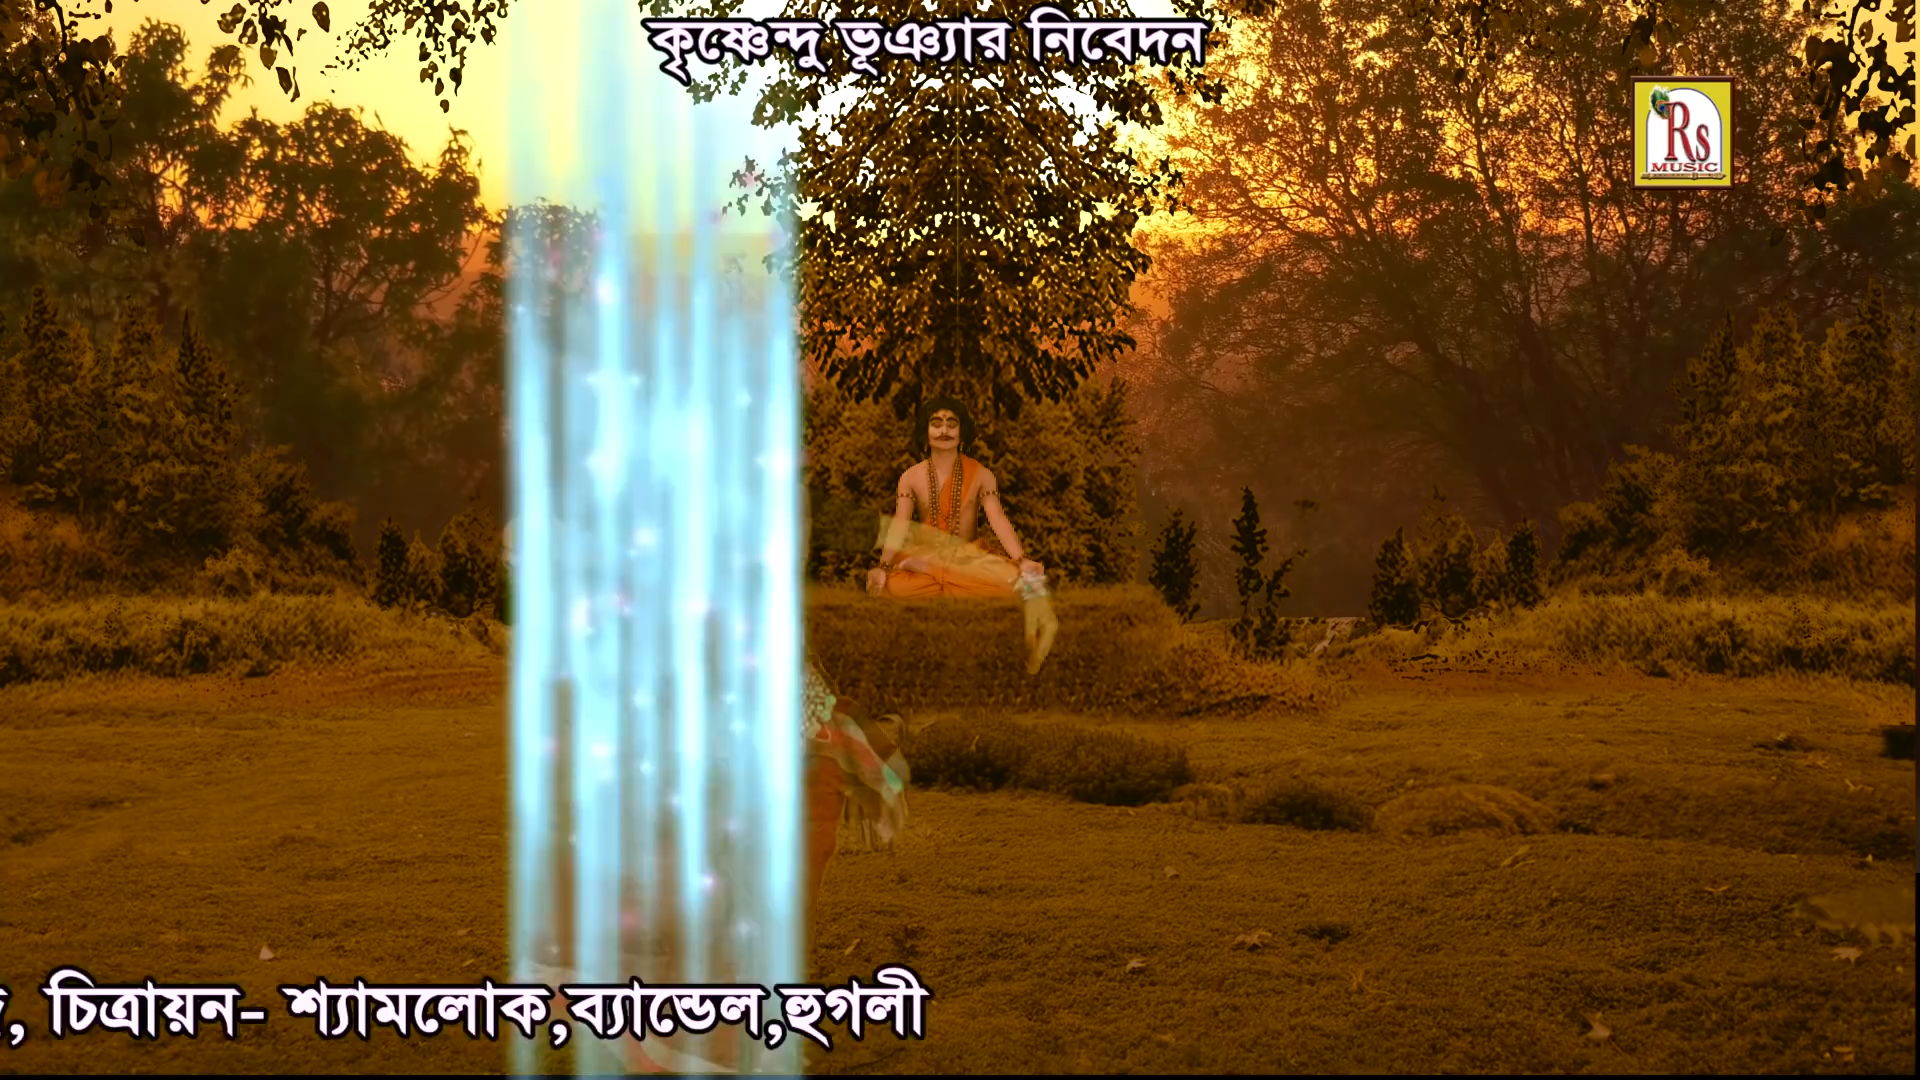 কৃষ্ণেন্দু ভূঞ্যার নিবেদন
Rs
MUSIC
, চিত্রায়ন- শ্যামলোক,ব্যান্ডেল,হুগলী